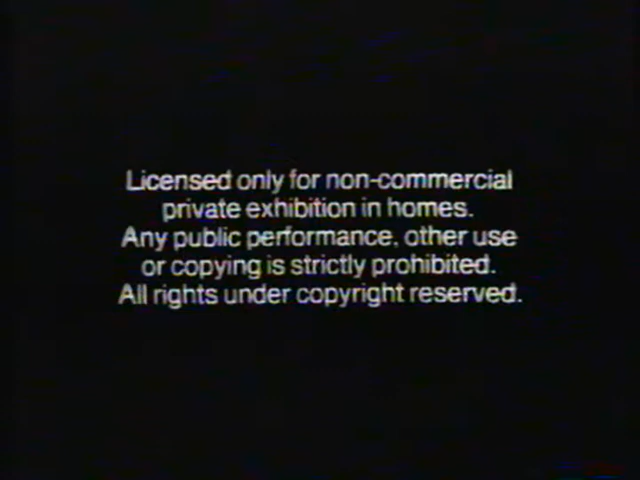 Licensed only for non-commercial
private exhibition in homes.
Any public performance, other use
or copying is strictly prohibited.
All rights under copyright reserved.